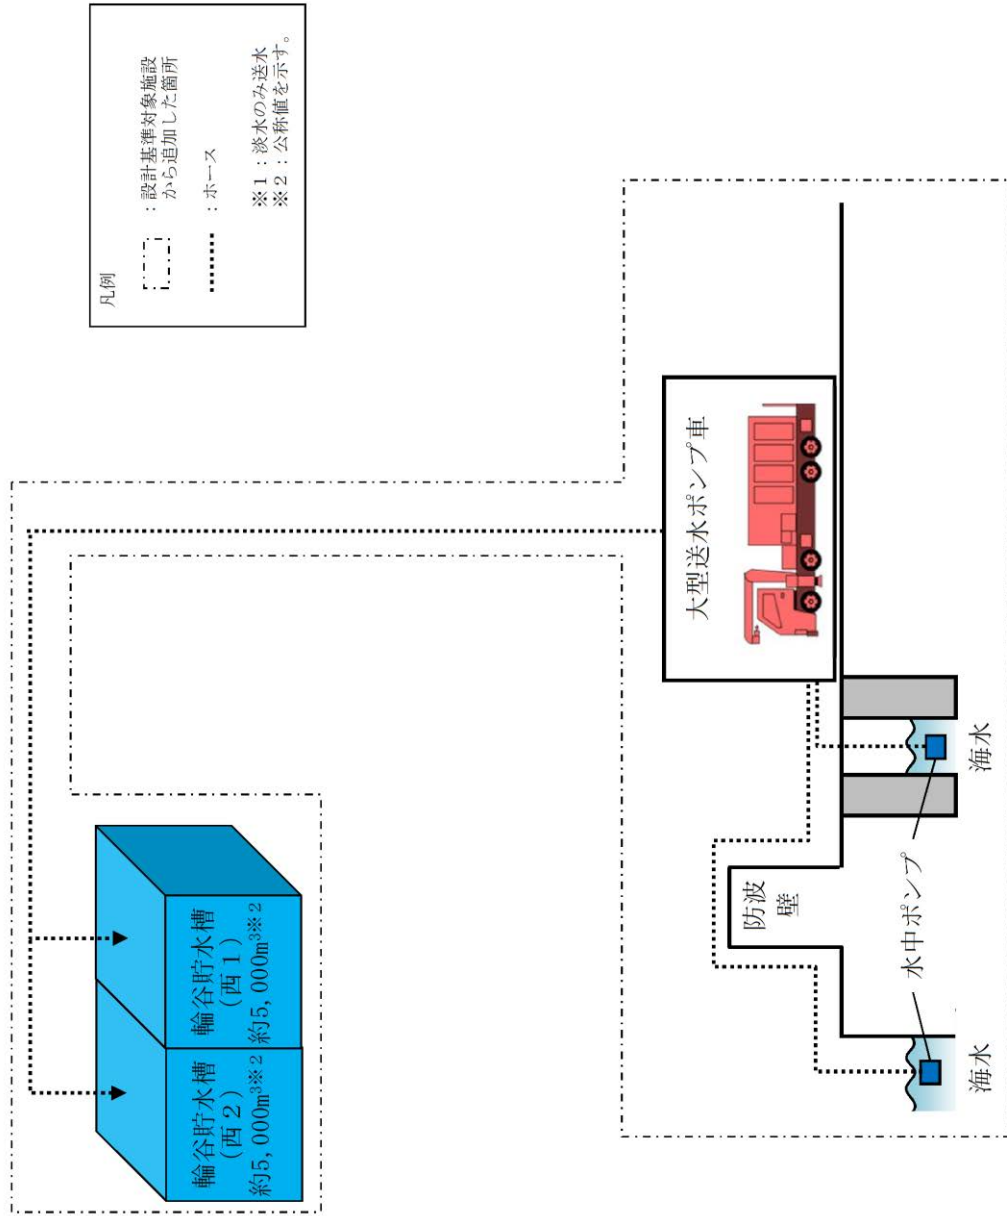 凡例
：設計基準対象施設
から追加した箇所
：ホース
※１：淡水のみ送水
※２：公称値を示す。
輪谷貯水槽
（西２）
約5,000m³※２
輪谷貯水槽
（西１）
約5,000m³※２
大型送水ポンプ車
防波
壁
水中ポンプ
海水
海水